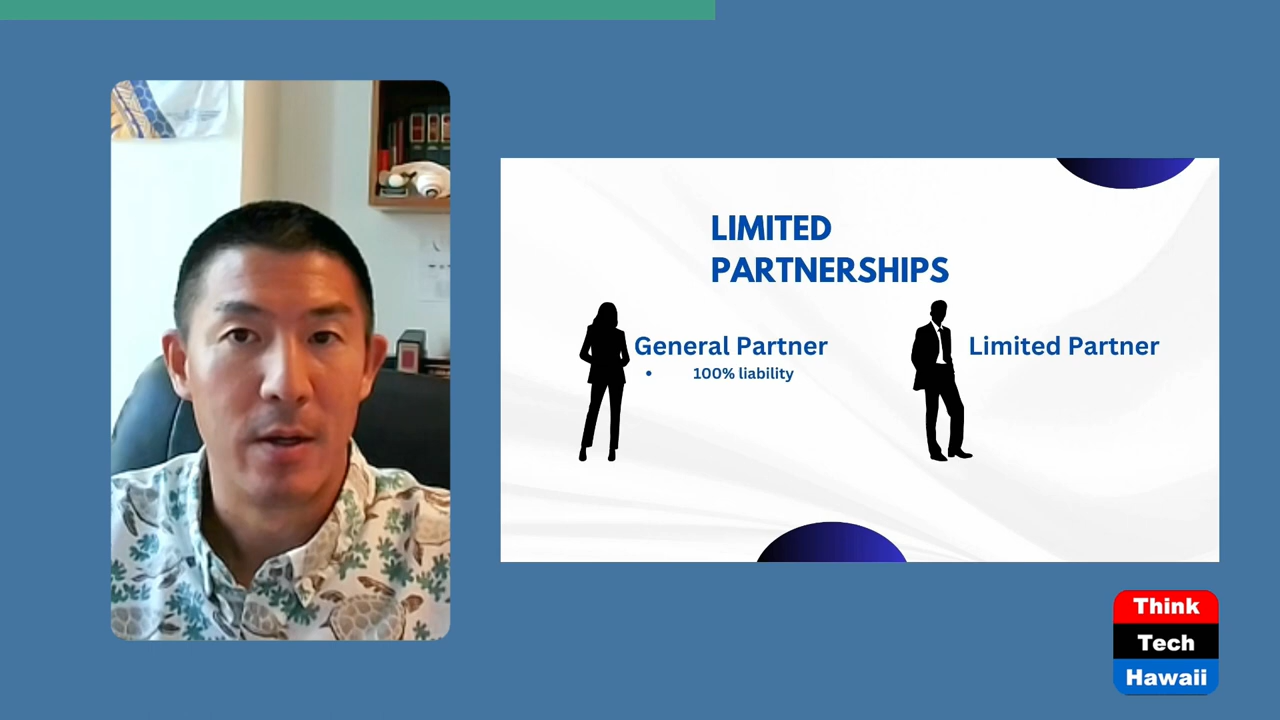 LIMITED
PARTNERSHIPS
General Partner
• 100% liability
Limited Partner
Think
Tech
Hawaii